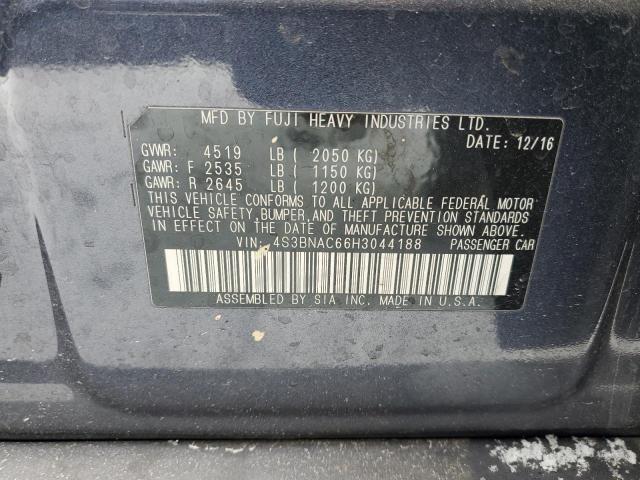 MFD BY FUJI HEAVY INDUSTRIES LTD.
DATE: 12/16
GVWR: 4519 LB ( 2050 KG)
GAWR: F 2535 LB ( 1150 KG)
GAWR: R 2645 LB ( 1200 KG)
THIS VEHICLE CONFORMS TO ALL APPLICABLE FEDERAL MOTOR
VEHICLE SAFETY, BUMPER, AND THEFT PREVENTION STANDARDS
IN EFFECT ON THE DATE OF MANUFACTURE SHOWN ABOVE.
VIN: 4S3BNAC66H3044188 PASSENGER CAR
ASSEMBLED BY SIA INC. MADE IN U.S.A.